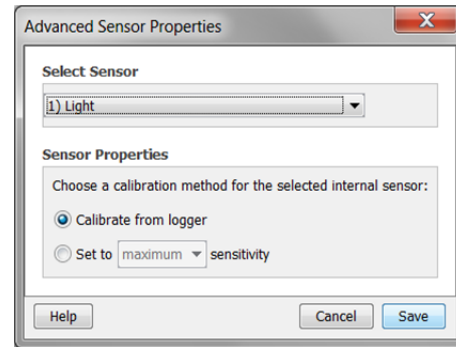 Advanced Sensor Properties
Select Sensor
1) Light
Sensor Properties
Choose a calibration method for the selected internal sensor:
Calibrate from logger
Set to maximum sensitivity
Help Cancel Save